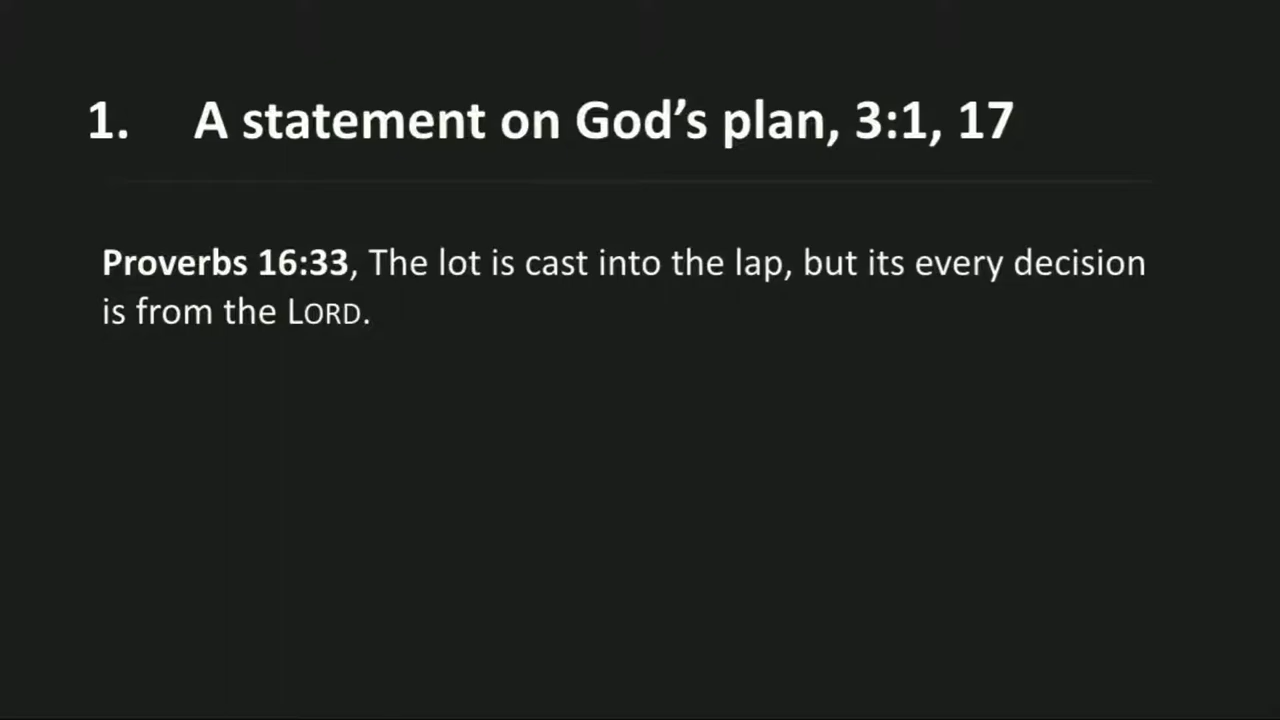 1. A statement on God’s plan, 3:1, 17
Proverbs 16:33, The lot is cast into the lap, but its every decision
is from the LORD.